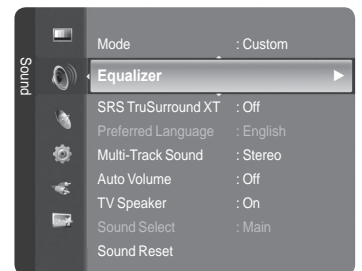 Sound
Mode : Custom
Equalizer
SRS TruSurround XT : Off
Preferred Language : English
Multi-Track Sound : Stereo
Auto Volume : Off
TV Speaker : On
Sound Select : Main
Sound Reset